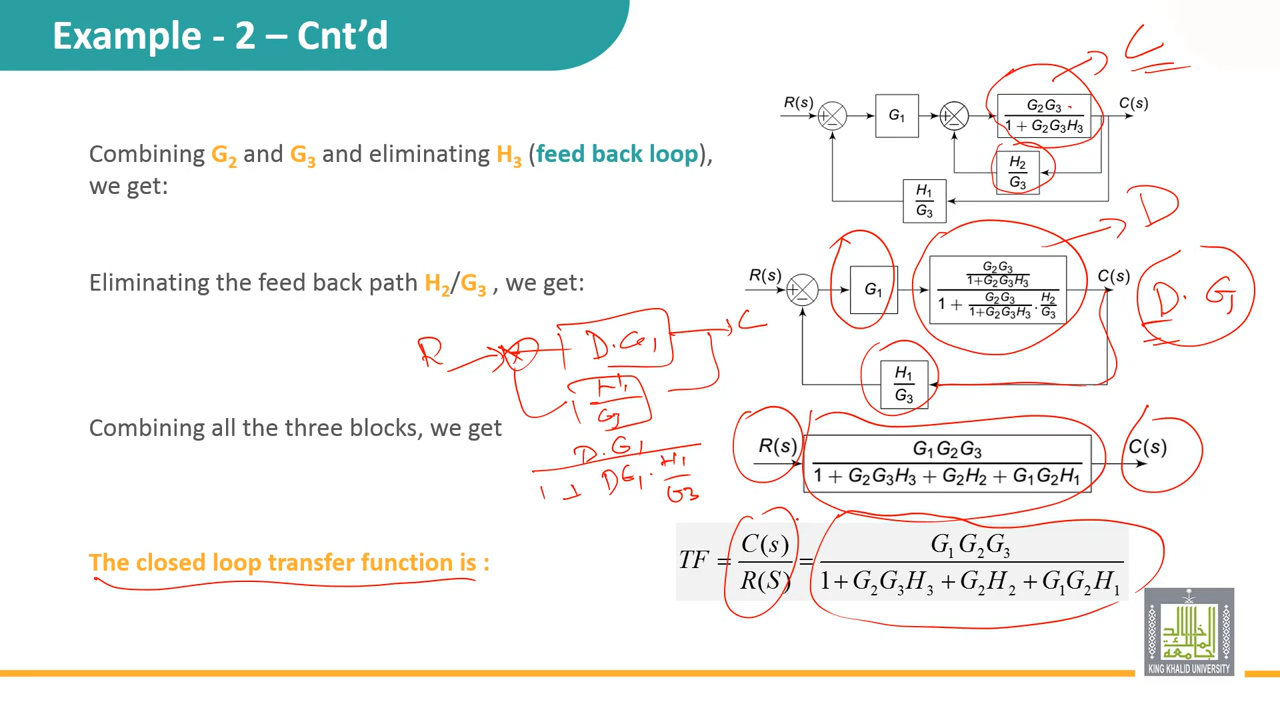 Example - 2 – Cnt’d
Combining G₂ and G₃ and eliminating H₃ (feed back loop),
we get:
R(s)
G₁
G₂G₃
1 + G₂G₃H₃
C(s)
H₂
G₃
H₁
G₃
C
Eliminating the feed back path H₂/G₃ , we get:
R(s)
G₁
G₂G₃
1+G₂G₃H₃
1 + G₂G₃/1+G₂G₃H₃ . H₂/G₃
C(s)
H₁
G₃
D
D. G₁
R
D.G₁
C
H₁
G₃
D.G₁
1 + DG₁ . H₁/G₃
Combining all the three blocks, we get
R(s)
G₁G₂G₃
1 + G₂G₃H₃ + G₂H₂ + G₁G₂H₁
C(s)
The closed loop transfer function is :
TF = C(s)/R(S) = G₁G₂G₃ / 1 + G₂G₃H₃ + G₂H₂ + G₁G₂H₁
جامعة الملك خالد
KING KHALID UNIVERSITY